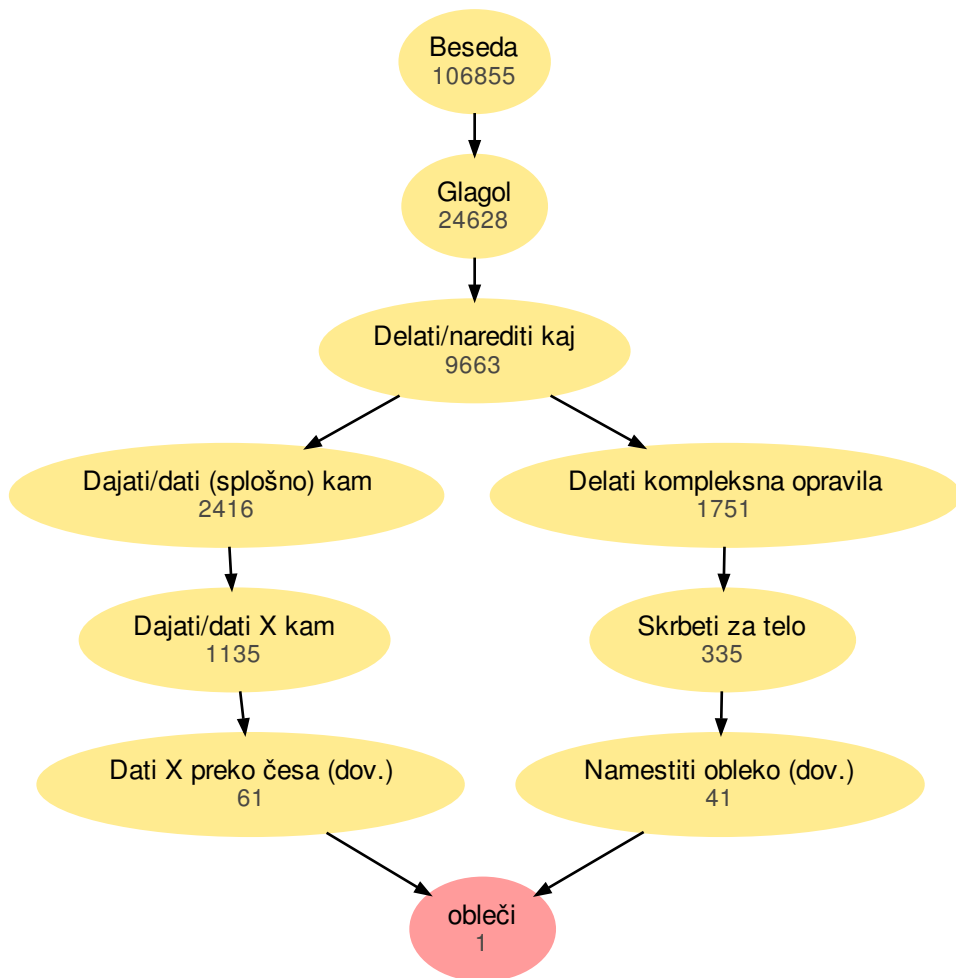 Beseda
106855
Glagol
24628
Delati/narediti kaj
9663
Dajati/dati (splošno) kam
2416
Delati kompleksna opravila
1751
Dajati/dati X kam
1135
Skrbeti za telo
335
Dati X preko česa (dov.)
61
Namestiti obleko (dov.)
41
obleči
1